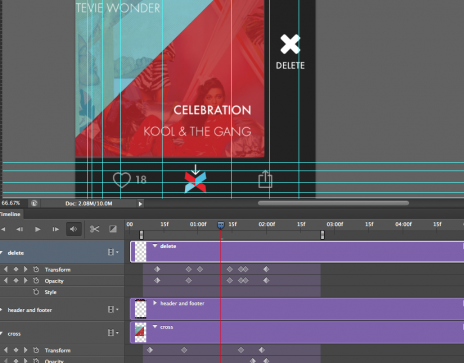 TEVIE WONDER
DELETE
CELEBRATION
KOOL & THE GANG
18
66.67%
Doc: 2.08M/10.0M
Timeline
00 15f 01:00f 15f 02:00f 15f 03:00f 15f 04:00f 15f
delete
delete
Transform
Opacity
Style
header and footer
header and footer
cross
cross
Transform
Opacity